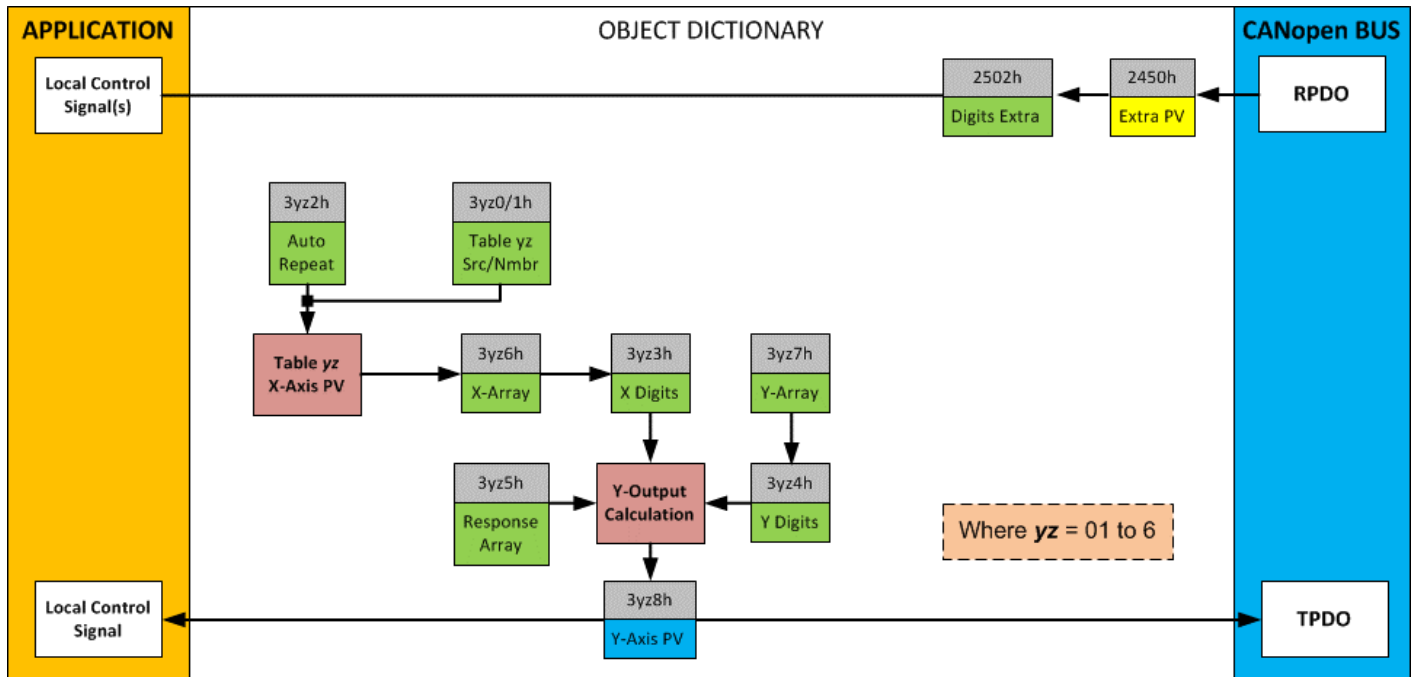 APPLICATION
OBJECT DICTIONARY
CANopen BUS
Local Control
Signal(s)
2502h
Digits Extra
2450h
Extra PV
RPDO
3yz2h
Auto
Repeat
3yz0/1h
Table yz
Src/Nmbr
Table yz
X-Axis PV
3yz6h
X-Array
3yz3h
X Digits
3yz7h
Y-Array
3yz5h
Response
Array
Y-Output
Calculation
3yz4h
Y Digits
Where yz = 01 to 6
Local Control
Signal
3yz8h
Y-Axis PV
TPDO